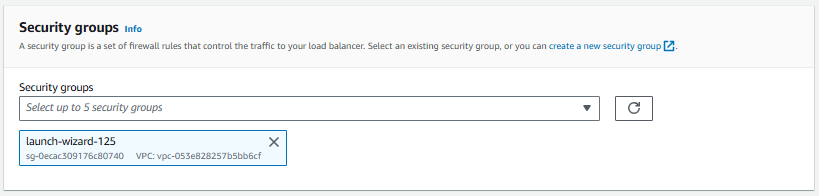 Security groups Info
A security group is a set of firewall rules that control the traffic to your load balancer. Select an existing security group, or you can create a new security group.
Security groups
Select up to 5 security groups
launch-wizard-125
sg-0ecac309176c80740 VPC: vpc-053e828257b5bb6cf